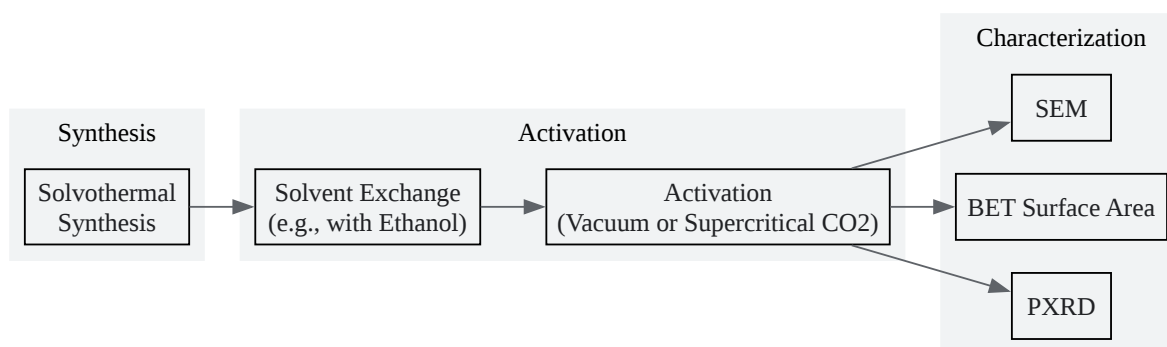 Synthesis
Solvothermal
Synthesis
Activation
Solvent Exchange
(e.g., with Ethanol)
Activation
(Vacuum or Supercritical CO2)
Characterization
SEM
BET Surface Area
PXRD